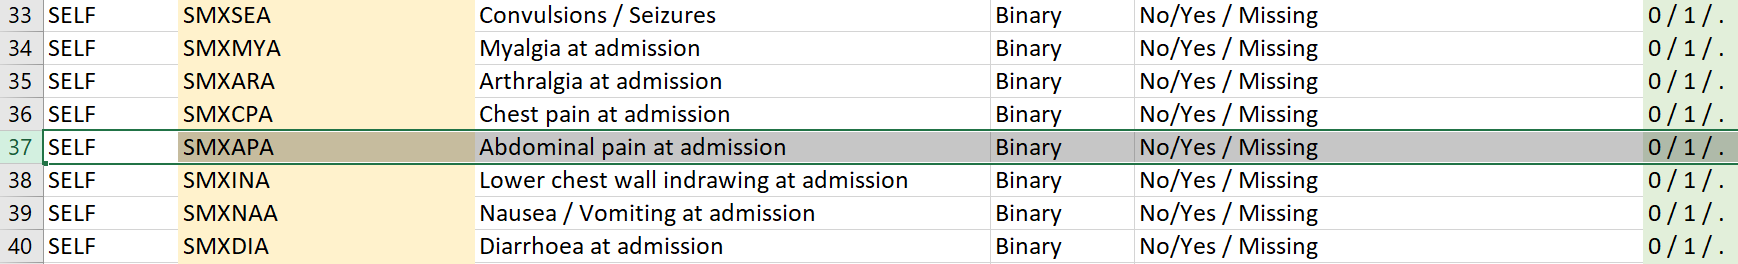 33 SELF SMXSEA Convulsions / Seizures Binary No/Yes / Missing 0 / 1 / .
34 SELF SMXMYA Myalgia at admission Binary No/Yes / Missing 0 / 1 / .
35 SELF SMXARA Arthralgia at admission Binary No/Yes / Missing 0 / 1 / .
36 SELF SMXCPA Chest pain at admission Binary No/Yes / Missing 0 / 1 / .
37 SELF SMXAPA Abdominal pain at admission Binary No/Yes / Missing 0 / 1 / .
38 SELF SMXINA Lower chest wall indrawing at admission Binary No/Yes / Missing 0 / 1 / .
39 SELF SMXNAA Nausea / Vomiting at admission Binary No/Yes / Missing 0 / 1 / .
40 SELF SMXDIA Diarrhoea at admission Binary No/Yes / Missing 0 / 1 / .